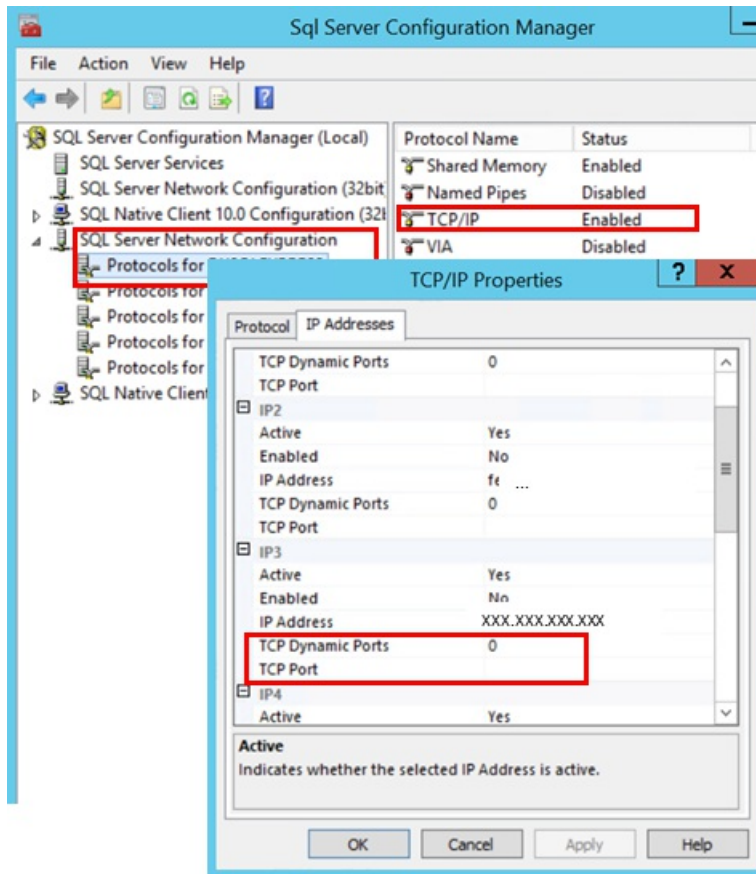 Sql Server Configuration Manager
File Action View Help
SQL Server Configuration Manager (Local)
SQL Server Services
SQL Server Network Configuration (32bit
SQL Native Client 10.0 Configuration (32
SQL Server Network Configuration
Protocols for
Protocols for
Protocols for
Protocols for
Protocols for
SQL Native Client
Protocol Name Status
Shared Memory Enabled
Named Pipes Disabled
TCP/IP Enabled
VIA Disabled
TCP/IP Properties
? X
Protocol IP Addresses
TCP Dynamic Ports 0
TCP Port
IP2
Active Yes
Enabled No
IP Address fe ...
TCP Dynamic Ports 0
TCP Port
IP3
Active Yes
Enabled No
IP Address XXX.XXX.XXX.XXX
TCP Dynamic Ports 0
TCP Port
IP4
Active Yes
Active
Indicates whether the selected IP Address is active.
OK Cancel Apply Help